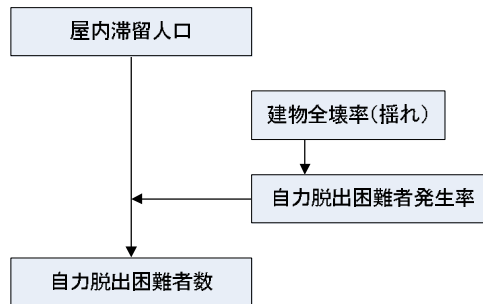 屋内滞留人口
建物全壊率（揺れ）
自力脱出困難者発生率
自力脱出困難者数